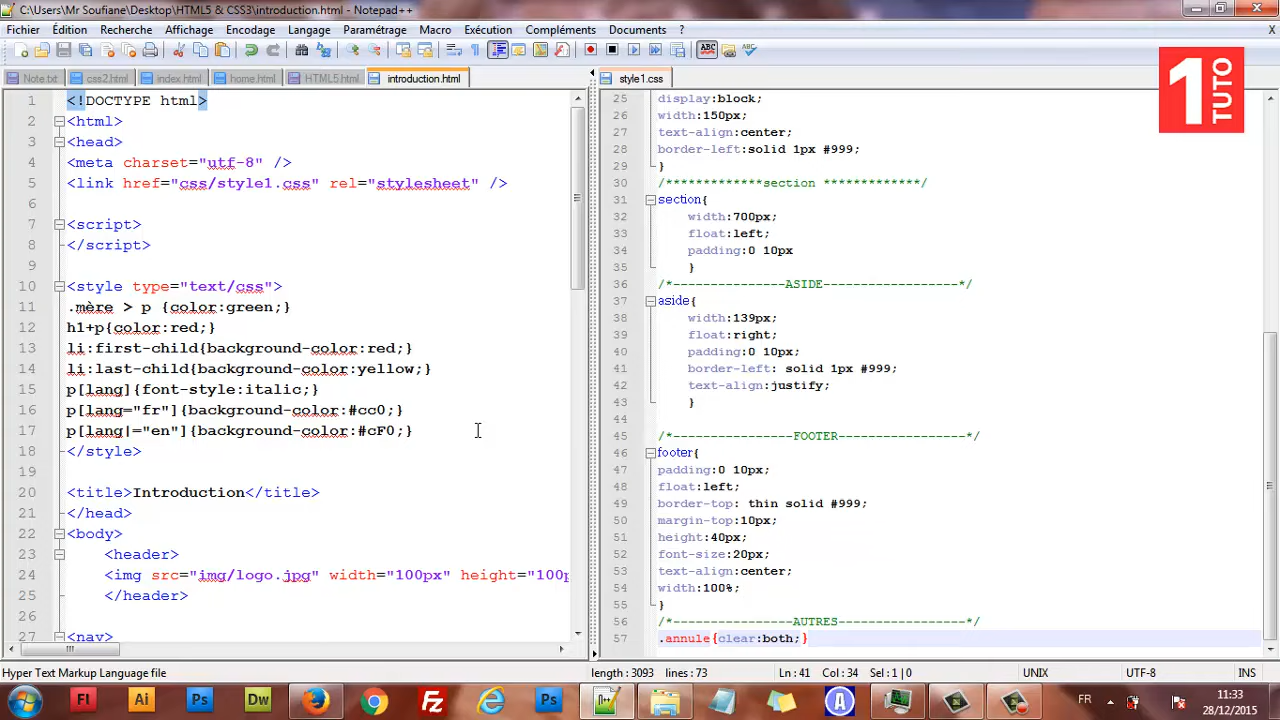 C:\Users\Mr Soufiane\Desktop\HTML5 & CSS3\introduction.html - Notepad++
Fichier Édition Recherche Affichage Encodage Langage Paramétrage Macro Exécution Compléments Documents ? X
Note.txt css2.html index.html home.html HTML5.html introduction.html
1 <!DOCTYPE html>
2 <html>
3 <head>
4 <meta charset="utf-8" />
5 <link href="css/style1.css" rel="stylesheet" />
6
7 <script>
8 </script>
9
10 <style type="text/css">
11 .mère > p {color:green;}
12 h1+p{color:red;}
13 li:first-child{background-color:red;}
14 li:last-child{background-color:yellow;}
15 p[lang]{font-style:italic;}
16 p[lang="fr"]{background-color:#cc0;}
17 p[lang|="en"]{background-color:#cF0;}
18 </style>
19
20 <title>Introduction</title>
21 </head>
22 <body>
23 <header>
24 <img src="img/logo.jpg" width="100px" height="100p
25 </header>
26
27 <nav>
style1.css
25 display:block;
26 width:150px;
27 text-align:center;
28 border-left:solid 1px #999;
29 }
30 /*************section *************/
31 section{
32 width:700px;
33 float:left;
34 padding:0 10px
35 }
36 /*---------------ASIDE----------------*/
37 aside{
38 width:139px;
39 float:right;
40 padding:0 10px;
41 border-left: solid 1px #999;
42 text-align:justify;
43 }
44
45 /*----------------FOOTER----------------*/
46 footer{
47 padding:0 10px;
48 float:left;
49 border-top: thin solid #999;
50 margin-top:10px;
51 height:40px;
52 font-size:20px;
53 text-align:center;
54 width:100%;
55 }
56 /*----------------AUTRES----------------*/
57 .annule{clear:both;}
1 TUTO
Hyper Text Markup Language file length : 3093 lines : 73 Ln : 41 Col : 34 Sel : 1 | 0 UNIX UTF-8 INS
Fl Ai Ps Dw Ps A FR 11:33
28/12/2015